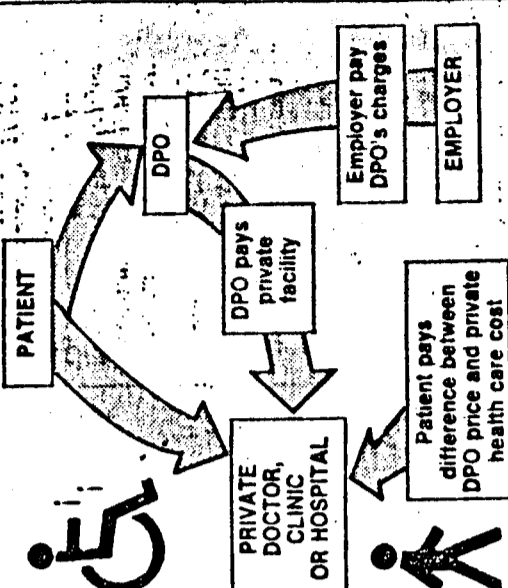 PATIENT
DPO
DPO pays
private
facility
Employer pay
DPO's charges
EMPLOYER
PRIVATE
DOCTOR,
CLINIC
OR HOSPITAL
Patient pays
difference between
DPO price and private
health care cost